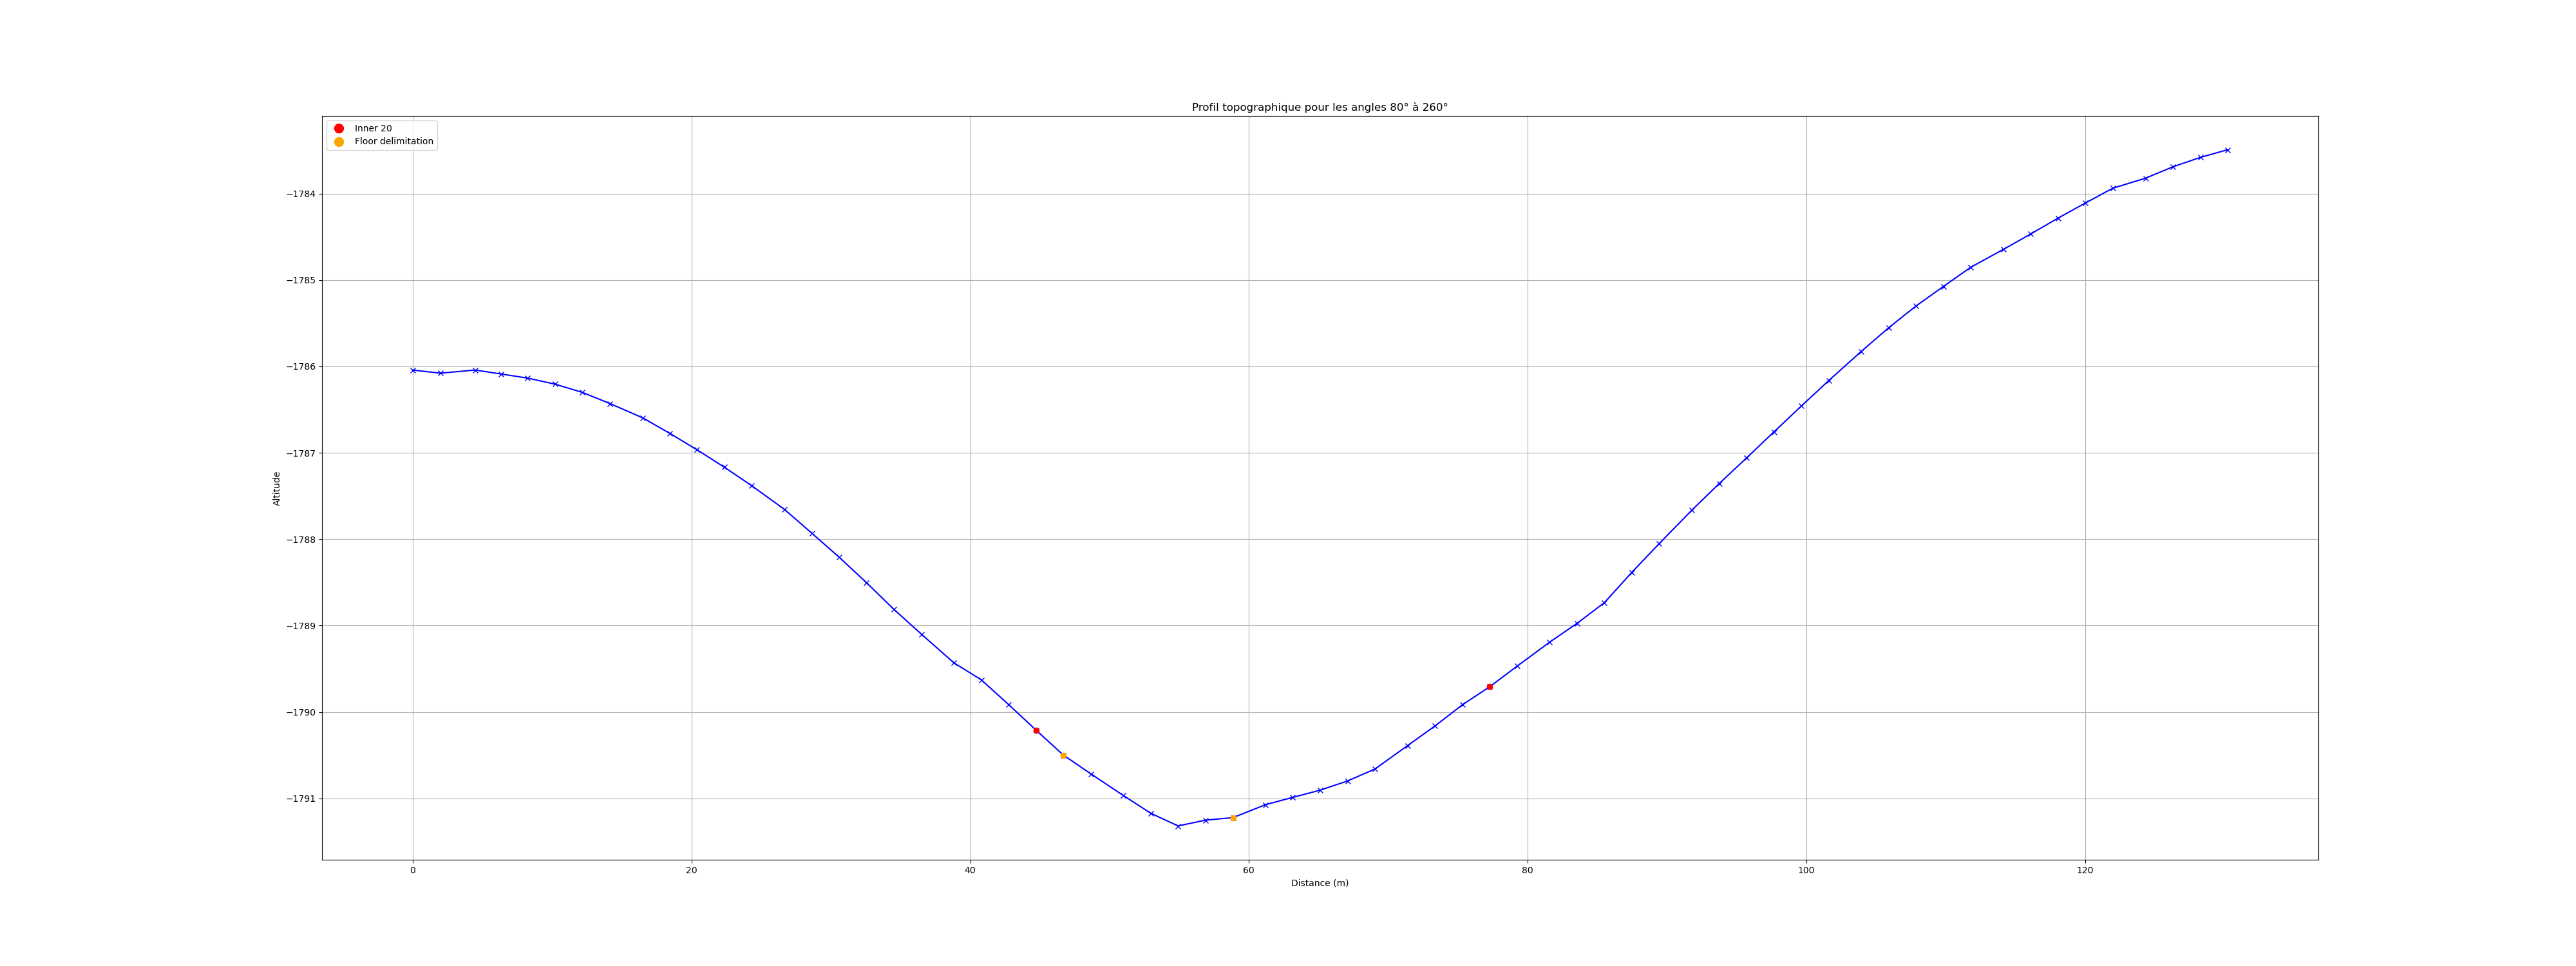 Profil topographique pour les angles 80° à 260°
Inner 20
Floor delimitation
−1784
−1785
−1786
−1787
−1788
−1789
−1790
−1791
Altitude
0 20 40 60 80 100 120
Distance (m)